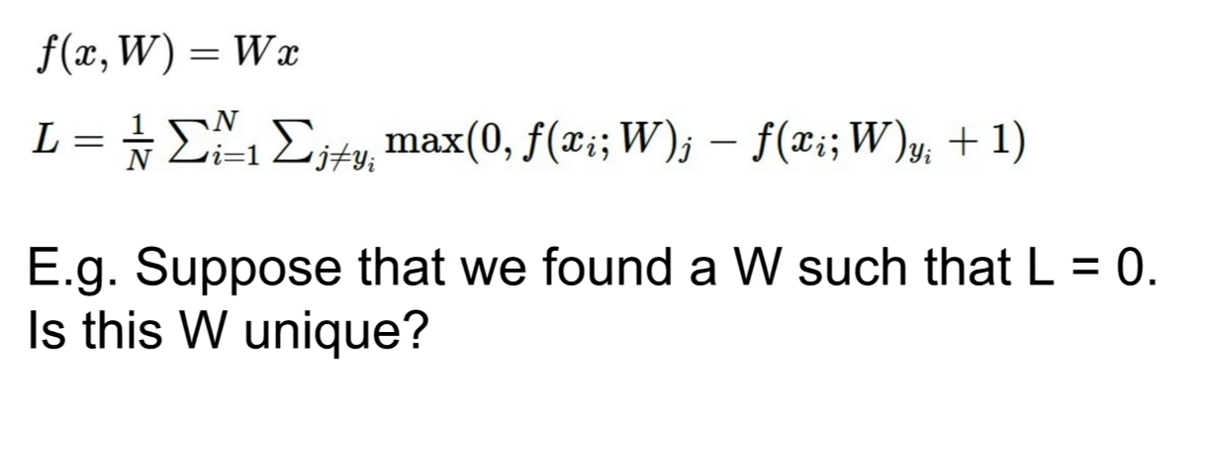 f(x, W) = Wx
L = \frac{1}{N} \sum_{i=1}^{N} \sum_{j \neq y_i} \max(0, f(x_i; W)_j - f(x_i; W)_{y_i} + 1)
E.g. Suppose that we found a W such that L = 0.
Is this W unique?